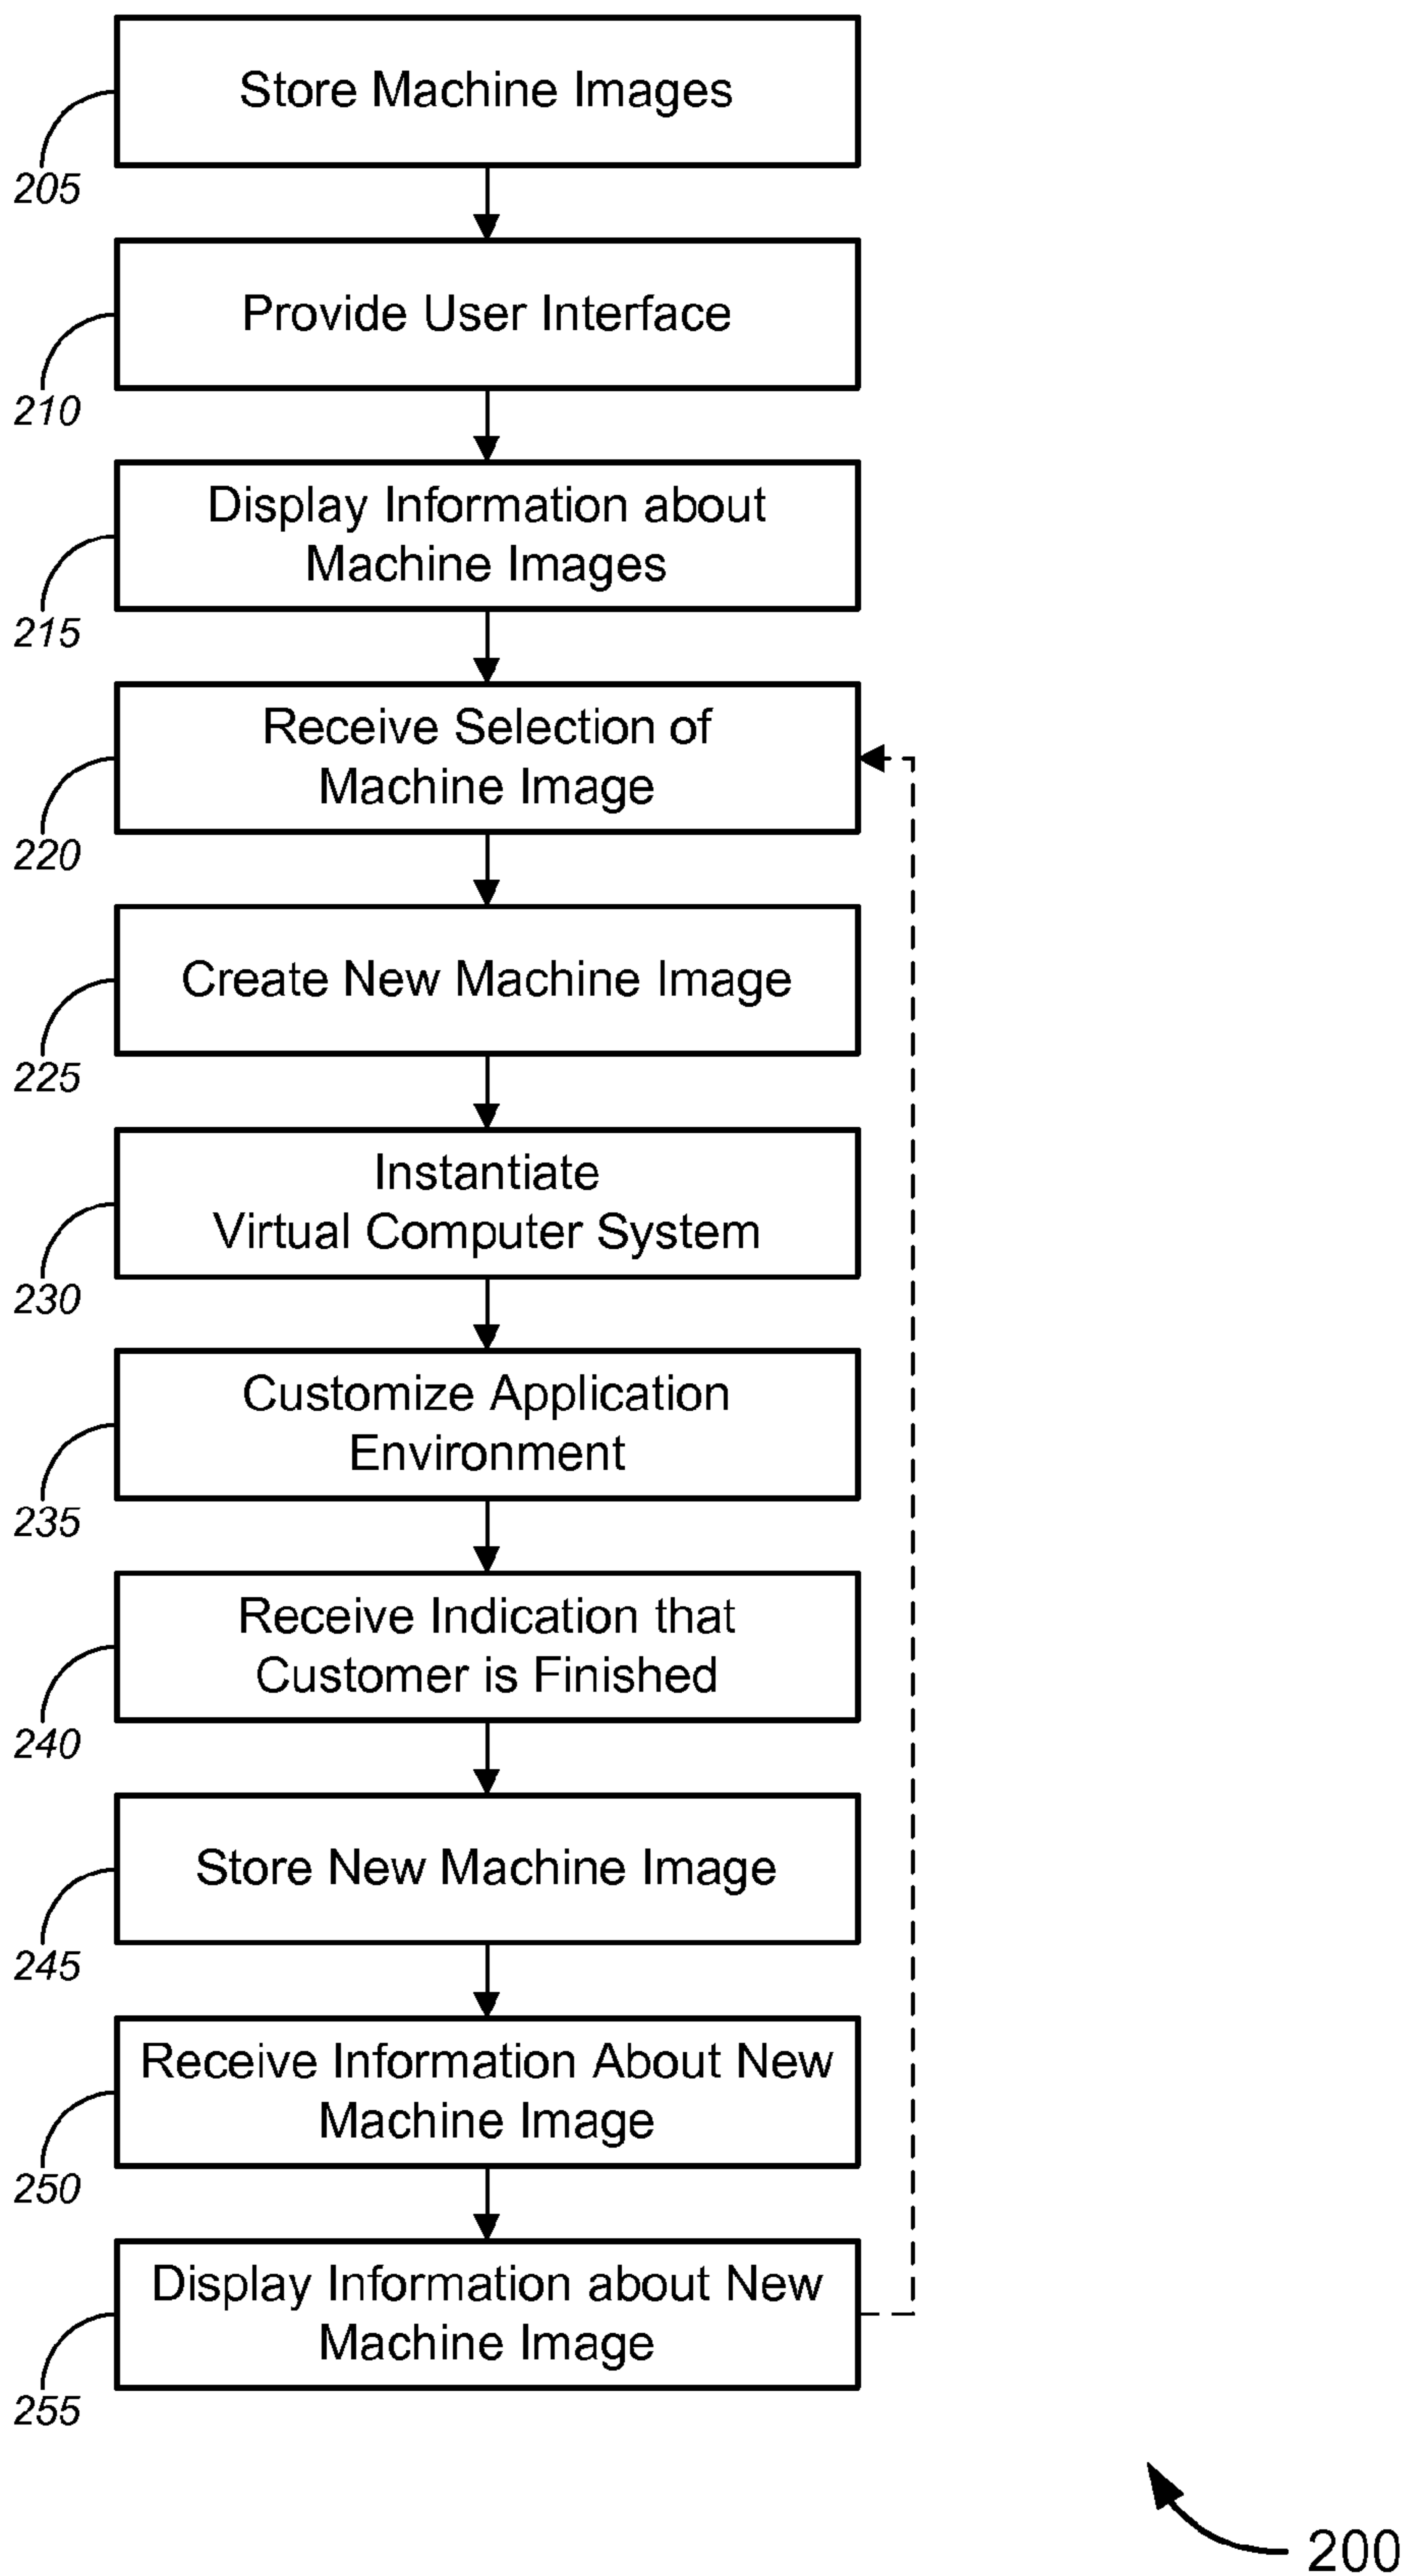 Store Machine Images
205
Provide User Interface
210
Display Information about
Machine Images
215
Receive Selection of
Machine Image
220
Create New Machine Image
225
Instantiate
Virtual Computer System
230
Customize Application
Environment
235
Receive Indication that
Customer is Finished
240
Store New Machine Image
245
Receive Information About New
Machine Image
250
Display Information about New
Machine Image
255
200